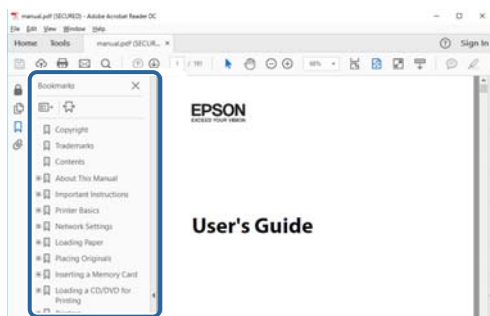 manual.pdf (SECURED) - Adobe Acrobat Reader DC
File Edit View Window Help
Home Tools manual.pdf (SECUR... × Sign In
1 / 191
Bookmarks
Copyright
Trademarks
Contents
About This Manual
Important Instructions
Printer Basics
Network Settings
Loading Paper
Placing Originals
Inserting a Memory Card
Loading a CD/DVD for
Printing
EPSON
EXCEED YOUR VISION
User's Guide